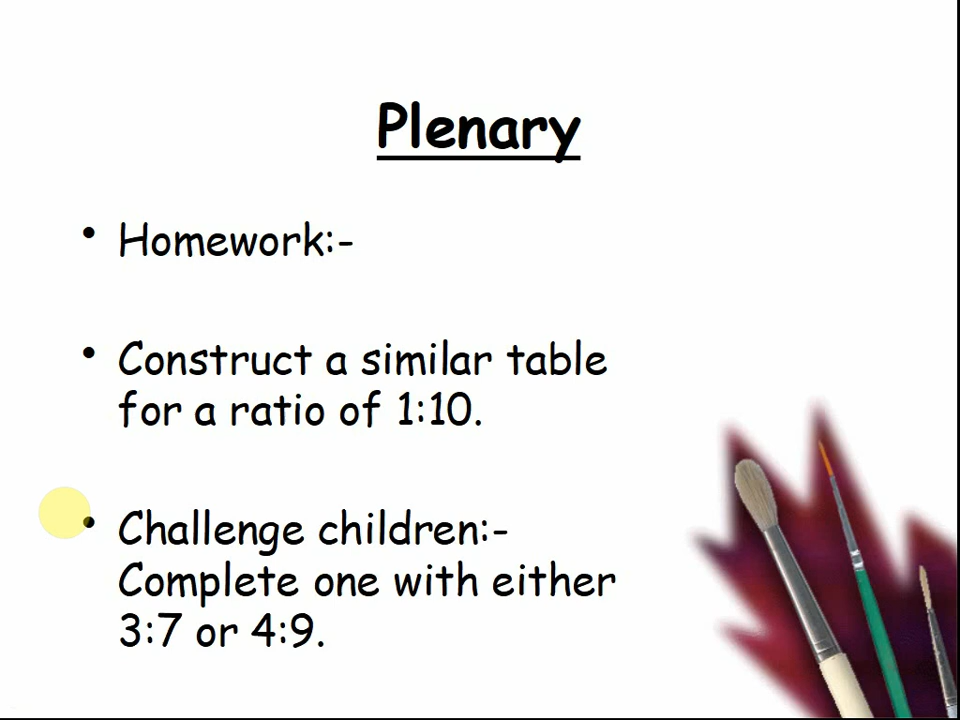 Plenary
• Homework:-
• Construct a similar table
for a ratio of 1:10.
• Challenge children:-
Complete one with either
3:7 or 4:9.